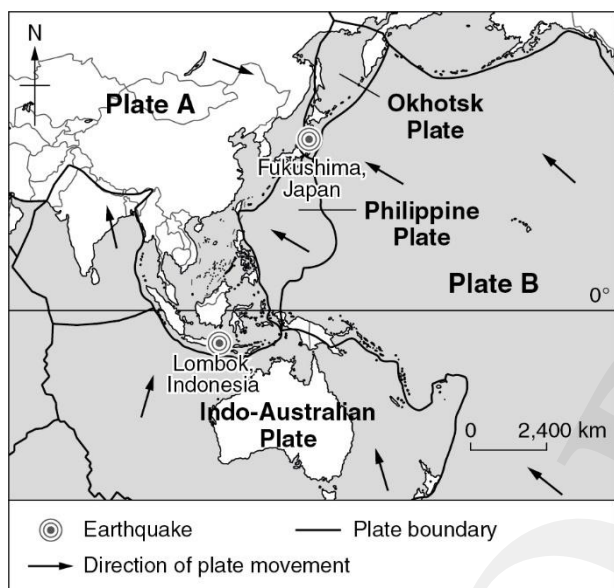 N
Plate A
Okhotsk
Plate
Fukushima,
Japan
Philippine
Plate
Plate B
0°
Lombok,
Indonesia
Indo-Australian
Plate
0 2,400 km
Earthquake
Plate boundary
Direction of plate movement